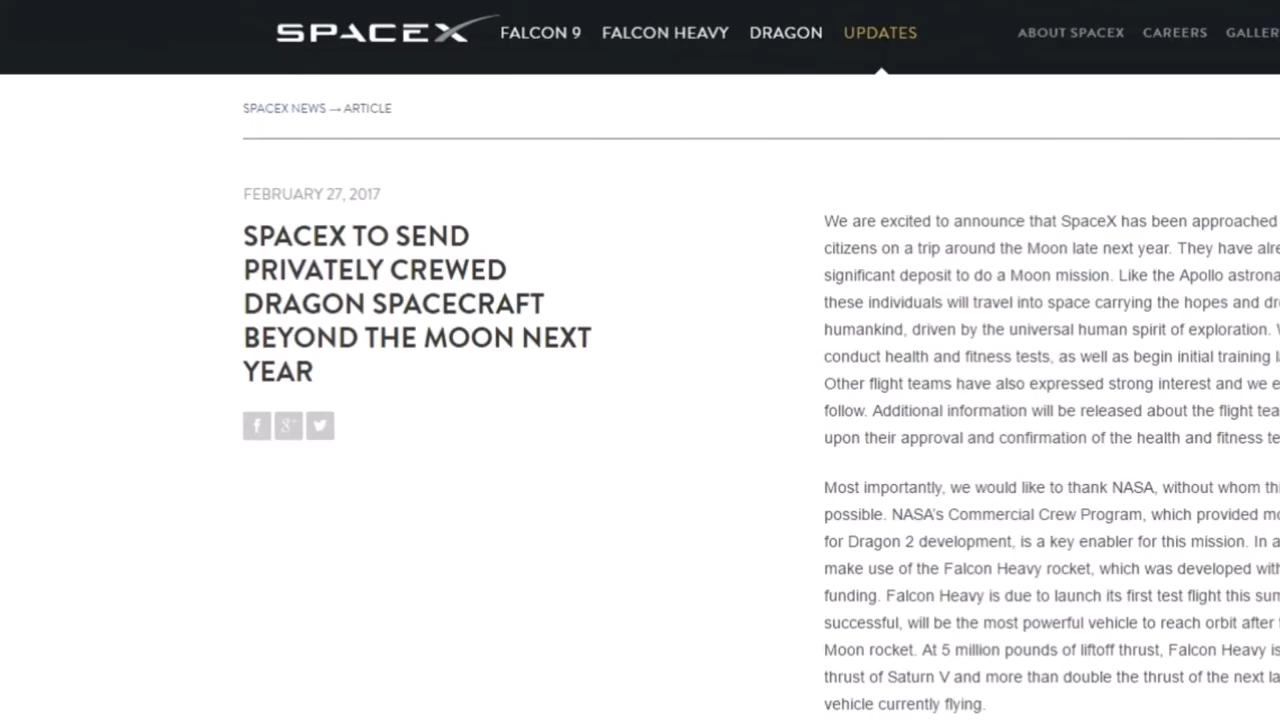 SPACEX FALCON 9 FALCON HEAVY DRAGON UPDATES ABOUT SPACEX CAREERS GALLER
SPACEX NEWS → ARTICLE
FEBRUARY 27, 2017
SPACEX TO SEND
PRIVATELY CREWED
DRAGON SPACECRAFT
BEYOND THE MOON NEXT
YEAR
f g+
We are excited to announce that SpaceX has been approached
citizens on a trip around the Moon late next year. They have alre
significant deposit to do a Moon mission. Like the Apollo astrona
these individuals will travel into space carrying the hopes and dr
humankind, driven by the universal human spirit of exploration. W
conduct health and fitness tests, as well as begin initial training l
Other flight teams have also expressed strong interest and we e
follow. Additional information will be released about the flight tea
upon their approval and confirmation of the health and fitness te
Most importantly, we would like to thank NASA, without whom thi
possible. NASA's Commercial Crew Program, which provided mo
for Dragon 2 development, is a key enabler for this mission. In a
make use of the Falcon Heavy rocket, which was developed with
funding. Falcon Heavy is due to launch its first test flight this sum
successful, will be the most powerful vehicle to reach orbit after
Moon rocket. At 5 million pounds of liftoff thrust, Falcon Heavy is
thrust of Saturn V and more than double the thrust of the next la
vehicle currently flying.